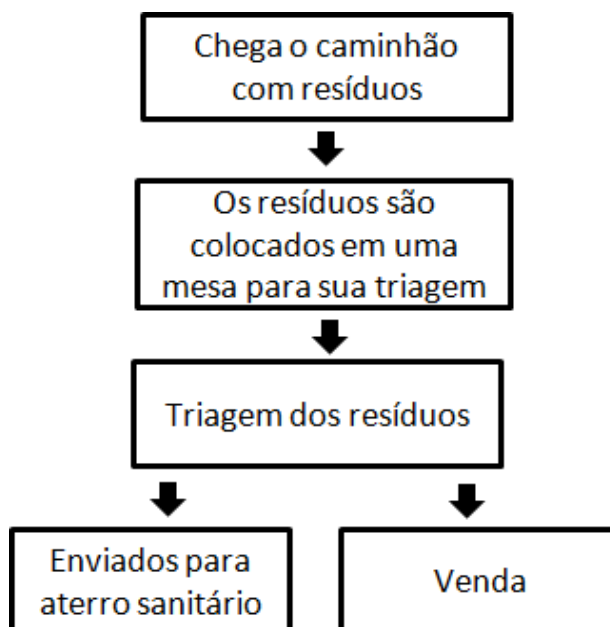 Chega o caminhão
com resíduos
Os resíduos são
colocados em uma
mesa para sua triagem
Triagem dos resíduos
Enviados para
aterro sanitário
Venda